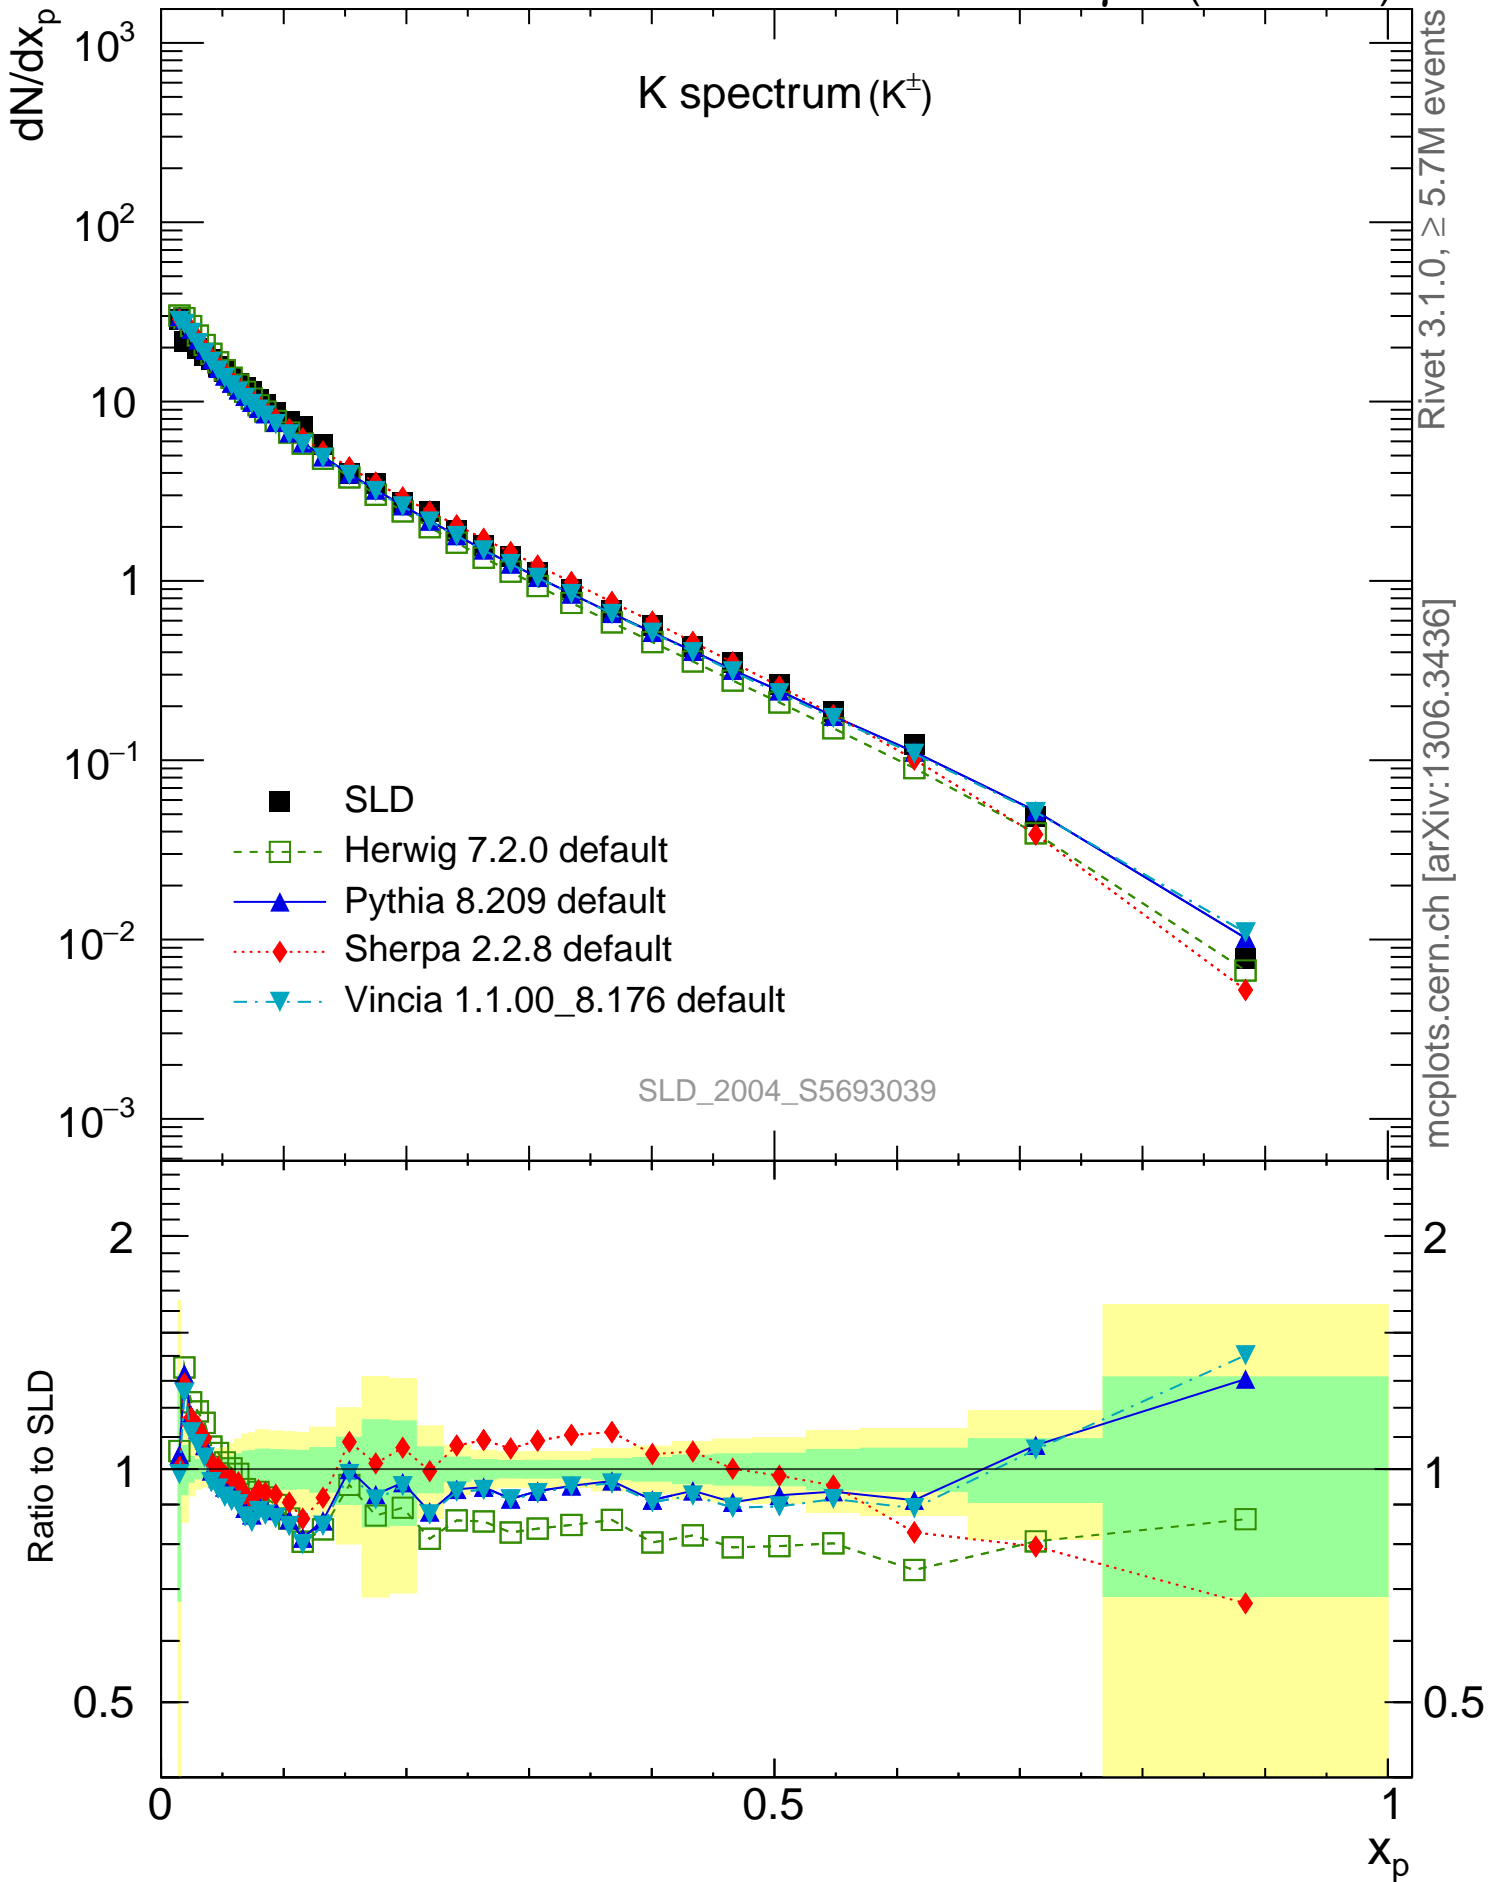 dN/dx_p
K spectrum (K^±)
10^3
10^2
10
1
10^−1
10^−2
10^−3
SLD
Herwig 7.2.0 default
Pythia 8.209 default
Sherpa 2.2.8 default
Vincia 1.1.00_8.176 default
SLD_2004_S5693039
Rivet 3.1.0, ≥ 5.7M events
mcplots.cern.ch [arXiv:1306.3436]
Ratio to SLD
2
1
0.5
2
1
0.5
0
0.5
1
x_p